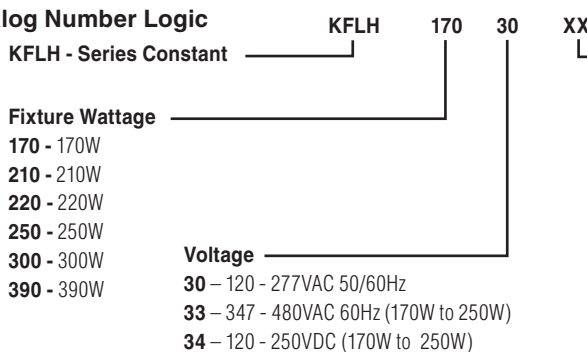 alog Number Logic
KFLH 170 30 XX
KFLH - Series Constant
Fixture Wattage
170 - 170W
210 - 210W
220 - 220W
250 - 250W
300 - 300W
390 - 390W
Voltage
30 – 120 - 277VAC 50/60Hz
33 – 347 - 480VAC 60Hz (170W to 250W)
34 – 120 - 250VDC (170W to 250W)